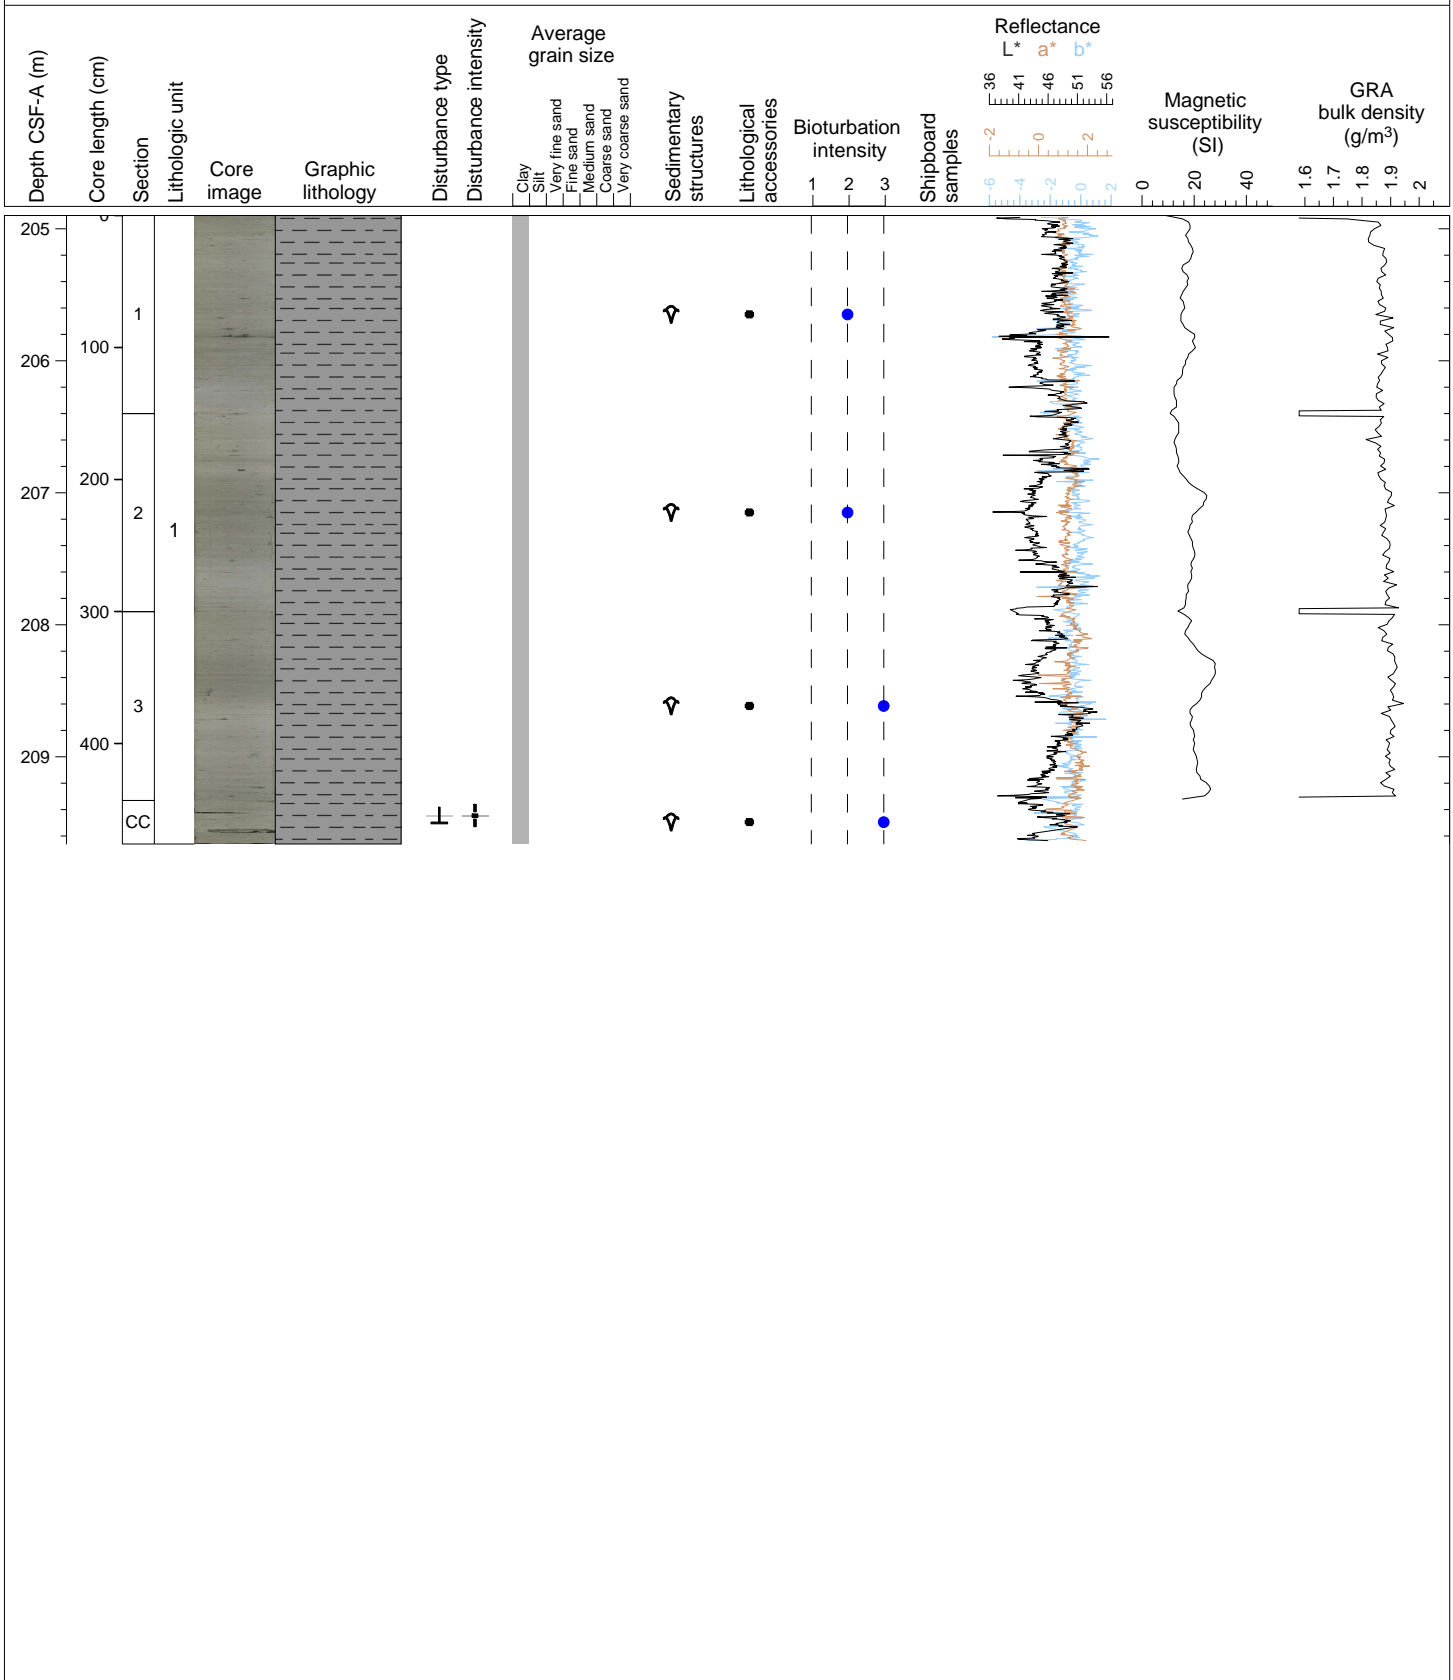 Depth CSF-A (m)
Core length (cm)
Section
Lithologic unit
Core
image
Graphic
lithology
Disturbance type
Disturbance intensity
Average
grain size
Clay
Silt
Very fine sand
Fine sand
Medium sand
Coarse sand
Very coarse sand
Sedimentary
structures
Lithological
accessories
Bioturbation
intensity
1 2 3
Shipboard
samples
Reflectance
L* a* b*
36 41 46 51 56
-2 0 2
-6 -4 -2 0 2
Magnetic
susceptibility
(SI)
0 20 40
GRA
bulk density
(g/m3)
1.6 1.7 1.8 1.9 2
205
206
207
208
209
0
100
200
300
400
1
2
3
CC
1